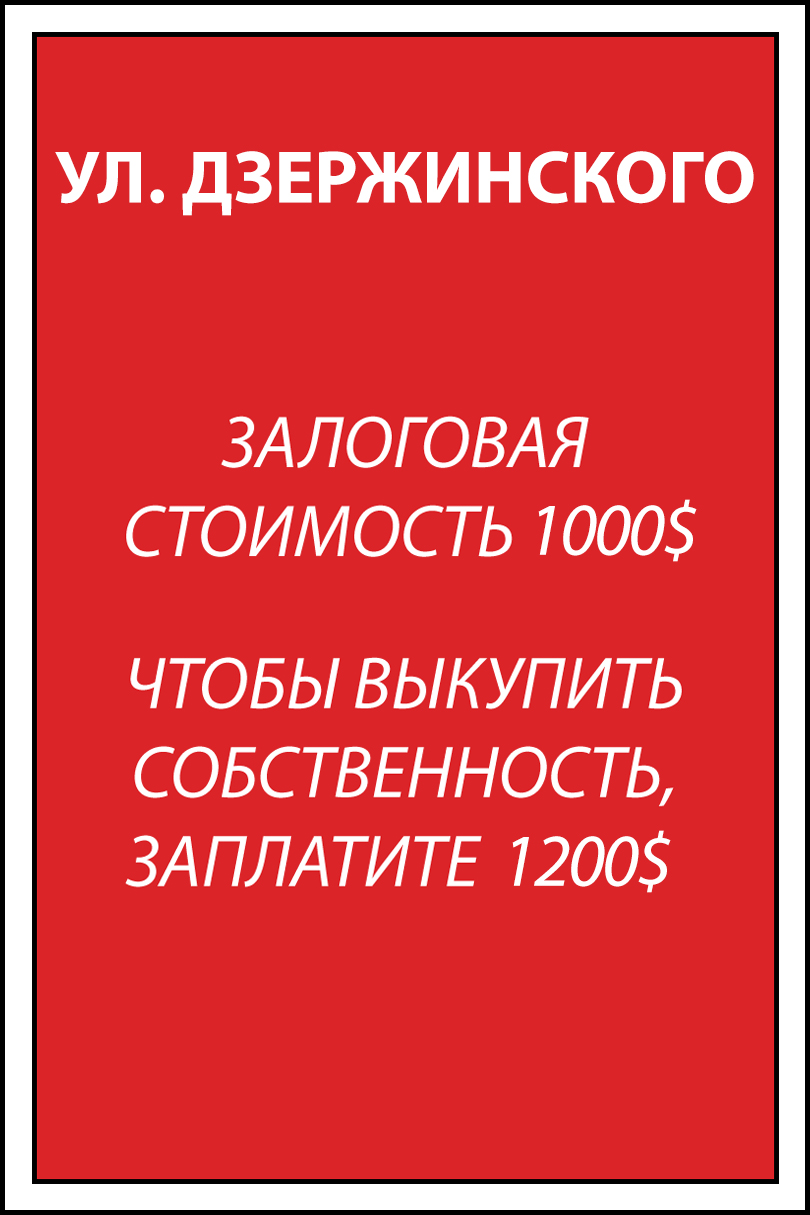 УЛ. ДЗЕРЖИНСКОГО
ЗАЛОГОВАЯ
СТОИМОСТЬ 1000$
ЧТОБЫ ВЫКУПИТЬ
СОБСТВЕННОСТЬ,
ЗАПЛАТИТЕ 1200$